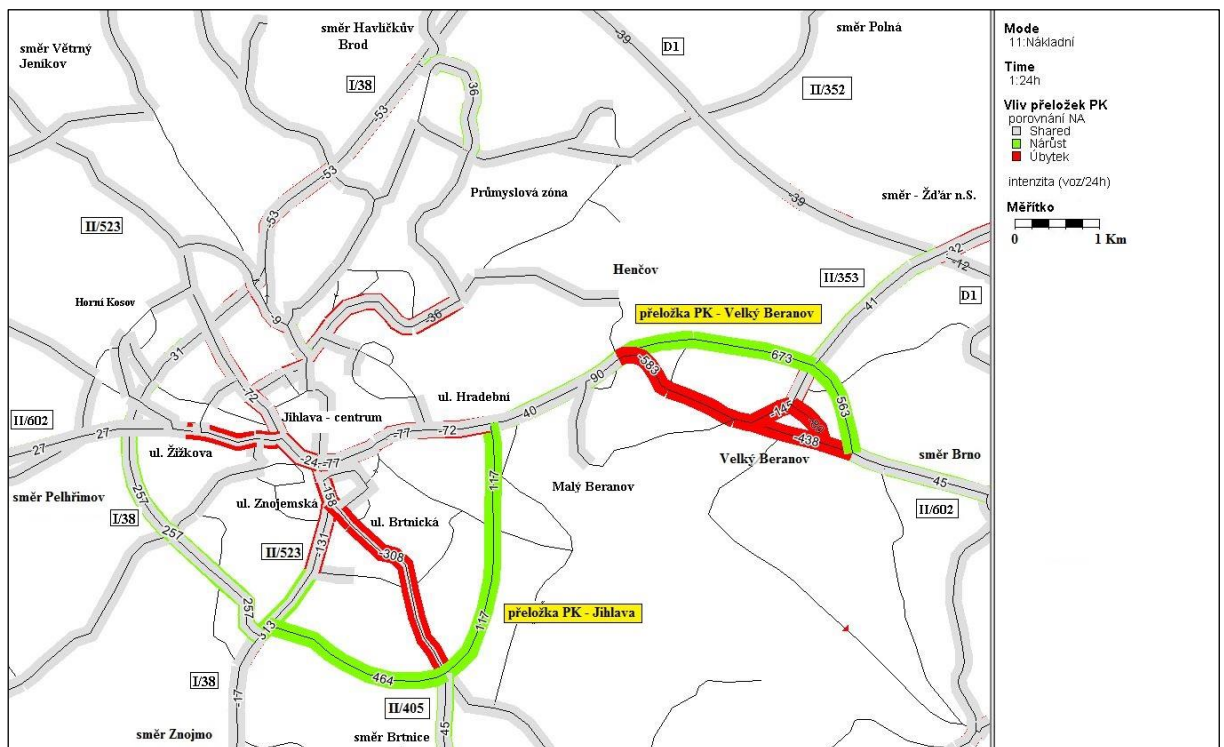 směr Havlíčkův
Brod
směr Polná
směr Větrný
Jeníkov
-39
D1
I/38
II/352
36
-53
-53
-53
Průmyslová zóna
směr - Žďár n.S.
-39
II/523
-32
-12
Henčov
II/353
D1
Horní Kosov
-41
-9
-36
přeložka PK - Velký Beranov
-31
673
-583
90
-72
ul. Hradební
-145
563
II/602
Jihlava - centrum
40
27
27
-77
-72
-438
ul. Žižkova
-24
-77
Velký Beranov
směr Brno
směr Pelhřimov
257
-158
ul. Znojemská
117
Malý Beranov
45
I/38
ul. Brtnická
II/602
257
II/523
-131
-308
257
313
117
přeložka PK - Jihlava
I/38
464
-17
II/405
45
směr Znojmo
směr Brtnice
Mode
11:Nákladní
Time
1:24h
Vliv přeložek PK
porovnání NA
Shared
Nárůst
Úbytek
intenzita (voz/24h)
Měřítko
0 1 Km